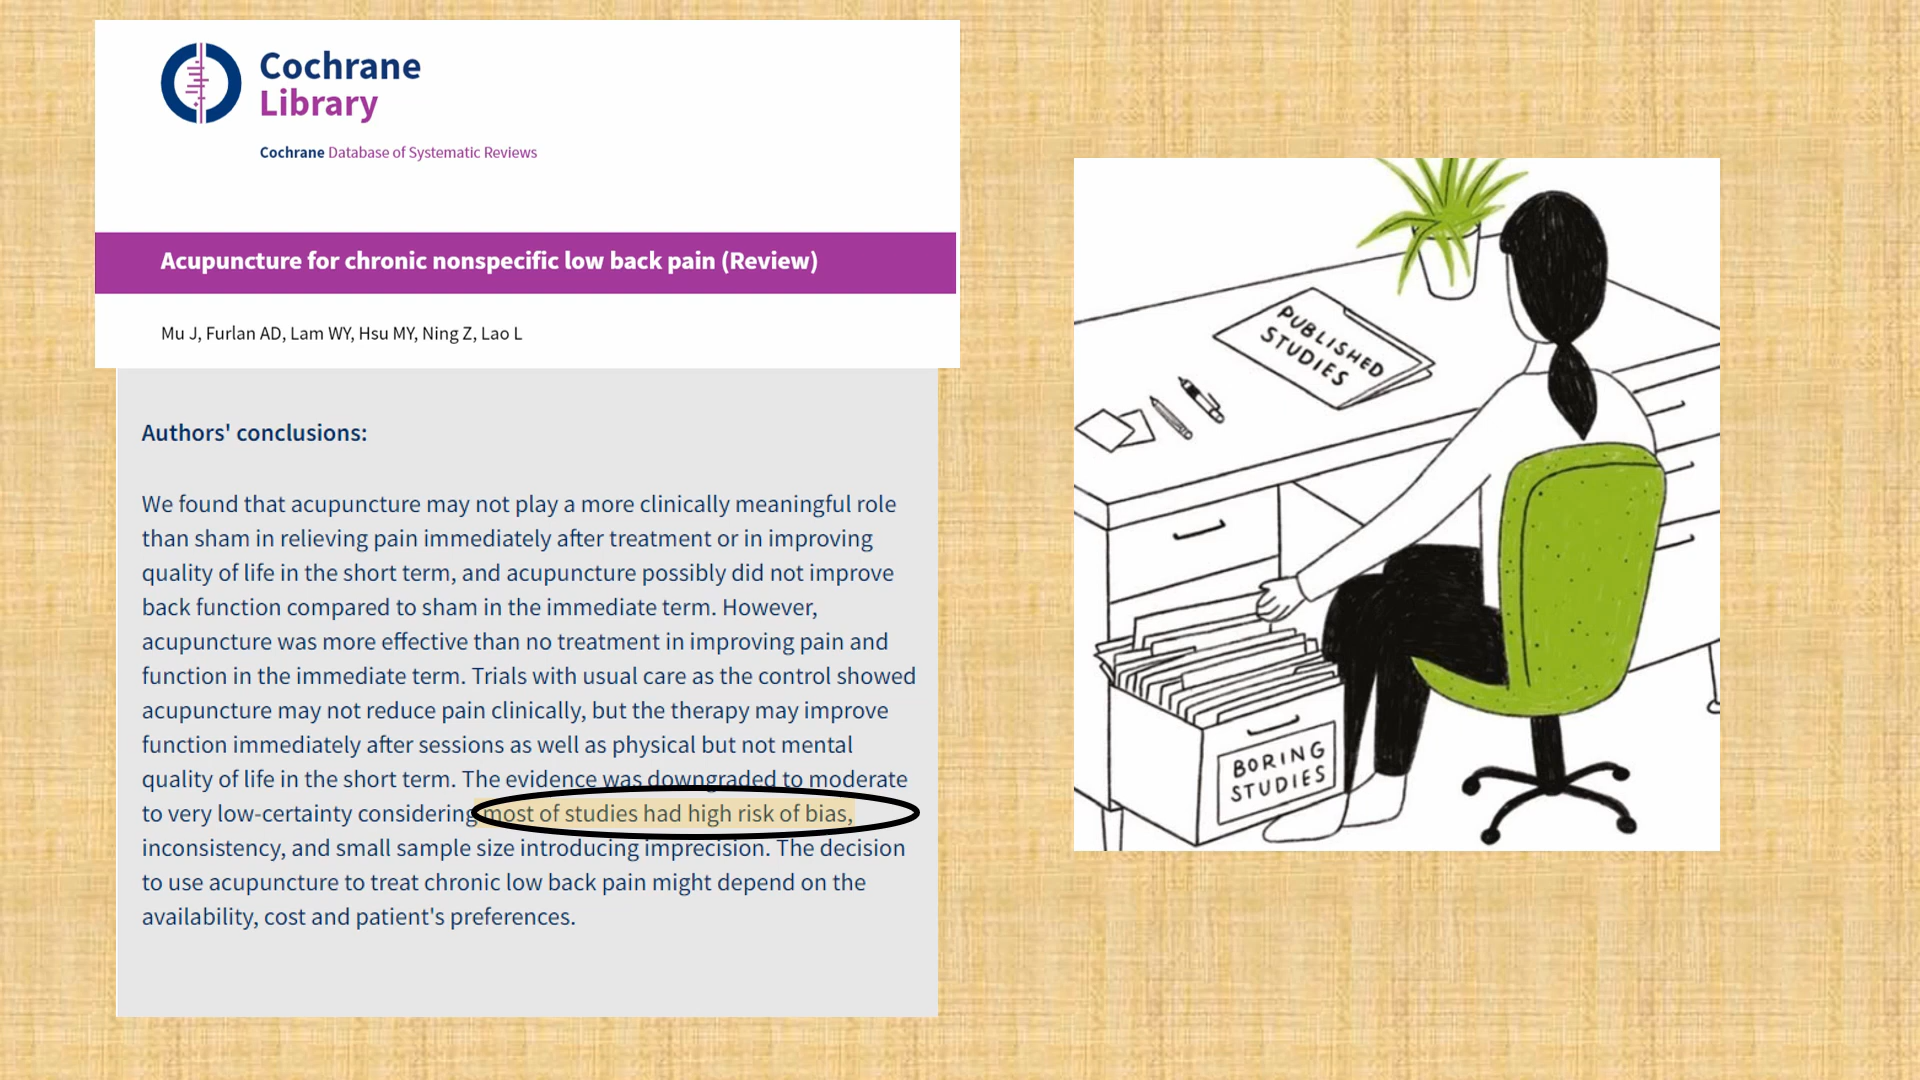 Cochrane
Library
Cochrane Database of Systematic Reviews
Acupuncture for chronic nonspecific low back pain (Review)
Mu J, Furlan AD, Lam WY, Hsu MY, Ning Z, Lao L
Authors' conclusions:
We found that acupuncture may not play a more clinically meaningful role
than sham in relieving pain immediately after treatment or in improving
quality of life in the short term, and acupuncture possibly did not improve
back function compared to sham in the immediate term. However,
acupuncture was more effective than no treatment in improving pain and
function in the immediate term. Trials with usual care as the control showed
acupuncture may not reduce pain clinically, but the therapy may improve
function immediately after sessions as well as physical but not mental
quality of life in the short term. The evidence was downgraded to moderate
to very low-certainty considering most of studies had high risk of bias,
inconsistency, and small sample size introducing imprecision. The decision
to use acupuncture to treat chronic low back pain might depend on the
availability, cost and patient's preferences.
PUBLISHED
STUDIES
BORING
STUDIES